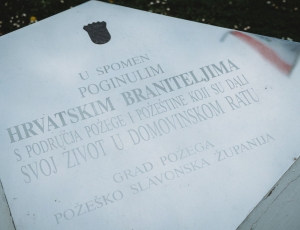 U SPOMEN
POGINULIM
HRVATSKIM BRANITELJIMA
S PODRUČJA POŽEGE I POŽEŠTINE KOJI SU DALI
SVOJ ŽIVOT U DOMOVINSKOM RATU
GRAD POŽEGA
POŽEŠKO SLAVONSKA ŽUPANIJA